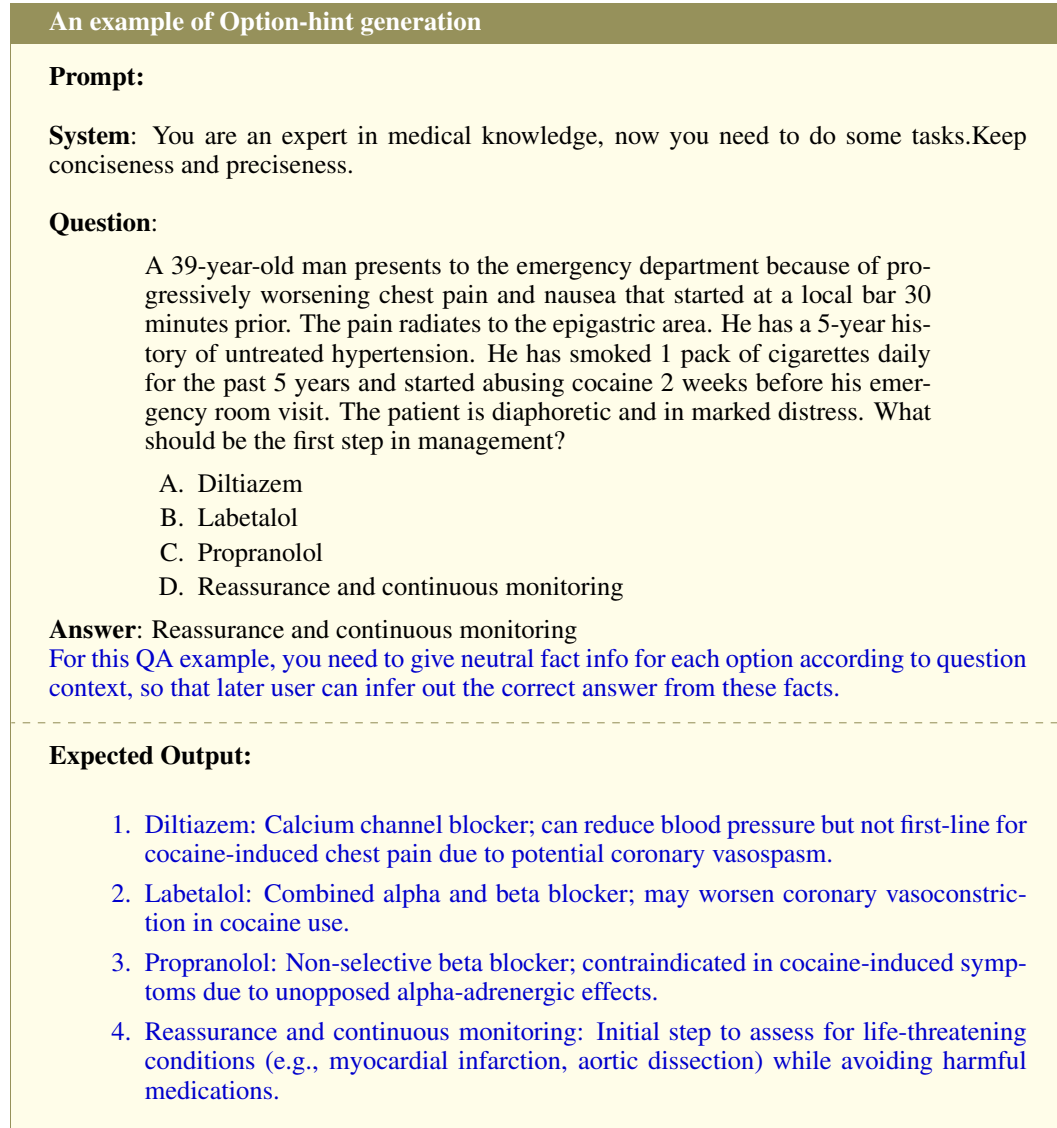 An example of Option-hint generation
Prompt:
System: You are an expert in medical knowledge, now you need to do some tasks.Keep
conciseness and preciseness.
Question:
A 39-year-old man presents to the emergency department because of pro-
gressively worsening chest pain and nausea that started at a local bar 30
minutes prior. The pain radiates to the epigastric area. He has a 5-year his-
tory of untreated hypertension. He has smoked 1 pack of cigarettes daily
for the past 5 years and started abusing cocaine 2 weeks before his emer-
gency room visit. The patient is diaphoretic and in marked distress. What
should be the first step in management?
A. Diltiazem
B. Labetalol
C. Propranolol
D. Reassurance and continuous monitoring
Answer: Reassurance and continuous monitoring
For this QA example, you need to give neutral fact info for each option according to question
context, so that later user can infer out the correct answer from these facts.
Expected Output:
1. Diltiazem: Calcium channel blocker; can reduce blood pressure but not first-line for
cocaine-induced chest pain due to potential coronary vasospasm.
2. Labetalol: Combined alpha and beta blocker; may worsen coronary vasoconstric-
tion in cocaine use.
3. Propranolol: Non-selective beta blocker; contraindicated in cocaine-induced symp-
toms due to unopposed alpha-adrenergic effects.
4. Reassurance and continuous monitoring: Initial step to assess for life-threatening
conditions (e.g., myocardial infarction, aortic dissection) while avoiding harmful
medications.